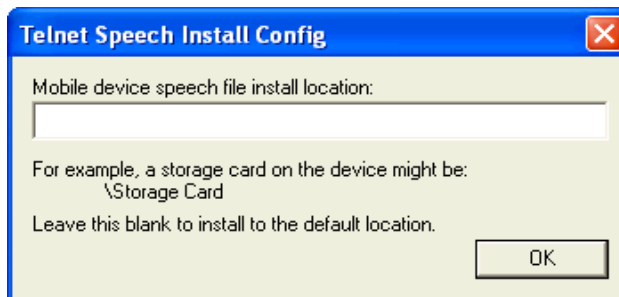 Telnet Speech Install Config
Mobile device speech file install location:
For example, a storage card on the device might be:
\Storage Card
Leave this blank to install to the default location.
OK